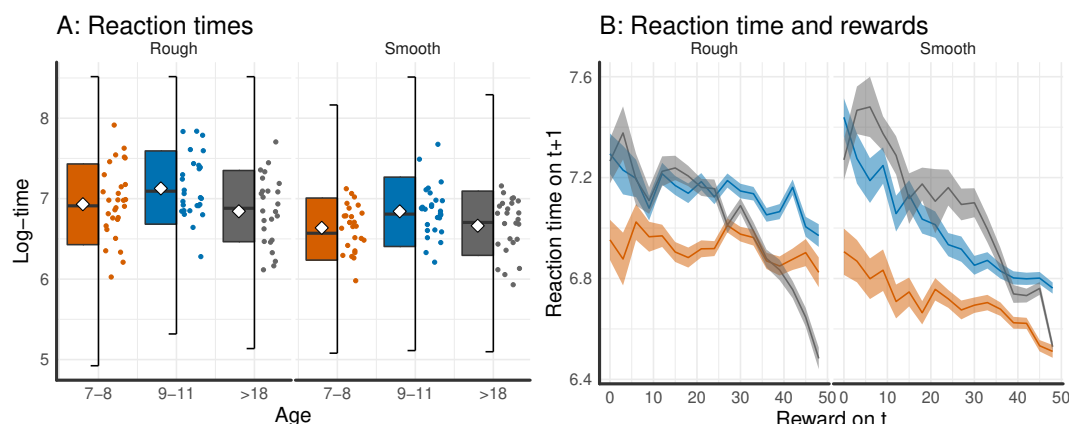 A: Reaction times
Rough
Smooth
Log−time
8
7
6
5
7−8
9−11
>18
7−8
9−11
>18
Age
B: Reaction time and rewards
Rough
Smooth
Reaction time on t+1
7.6
7.2
6.8
6.4
0 10 20 30 40 50
0 10 20 30 40 50
Reward on t